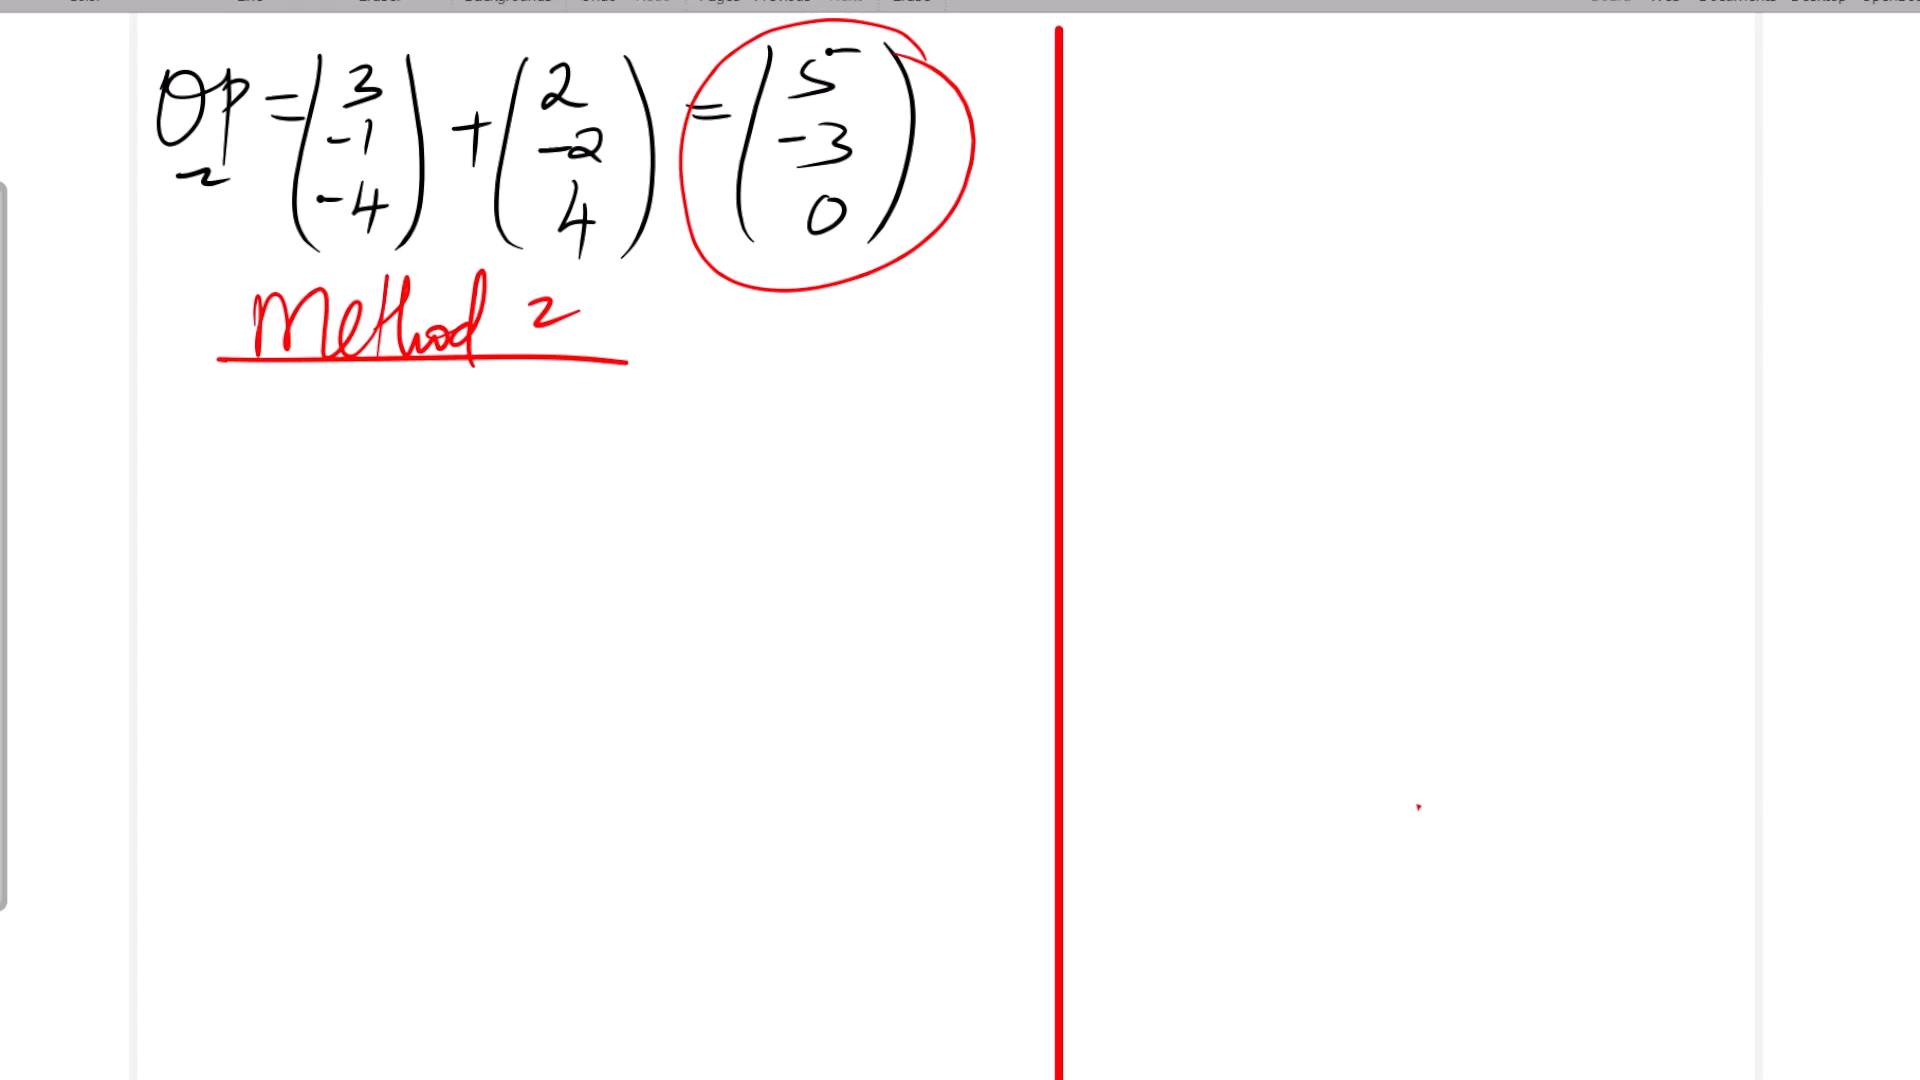 OP = (3 -1 -4) + (2 -2 4) = (5 -3 0)
~
Method 2